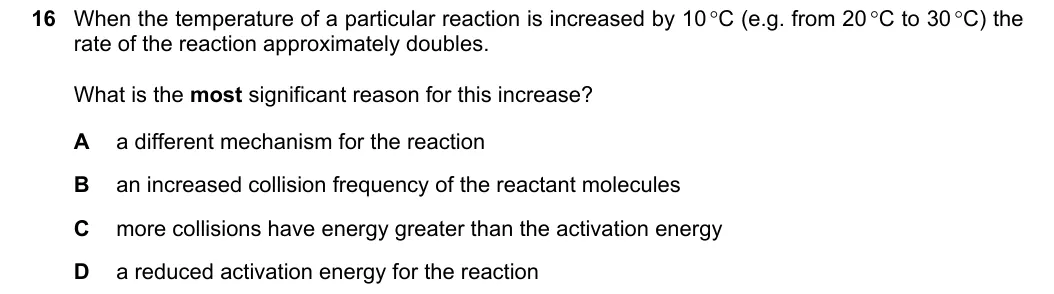 16 When the temperature of a particular reaction is increased by 10 °C (e.g. from 20 °C to 30 °C) the
rate of the reaction approximately doubles.
What is the most significant reason for this increase?
A a different mechanism for the reaction
B an increased collision frequency of the reactant molecules
C more collisions have energy greater than the activation energy
D a reduced activation energy for the reaction